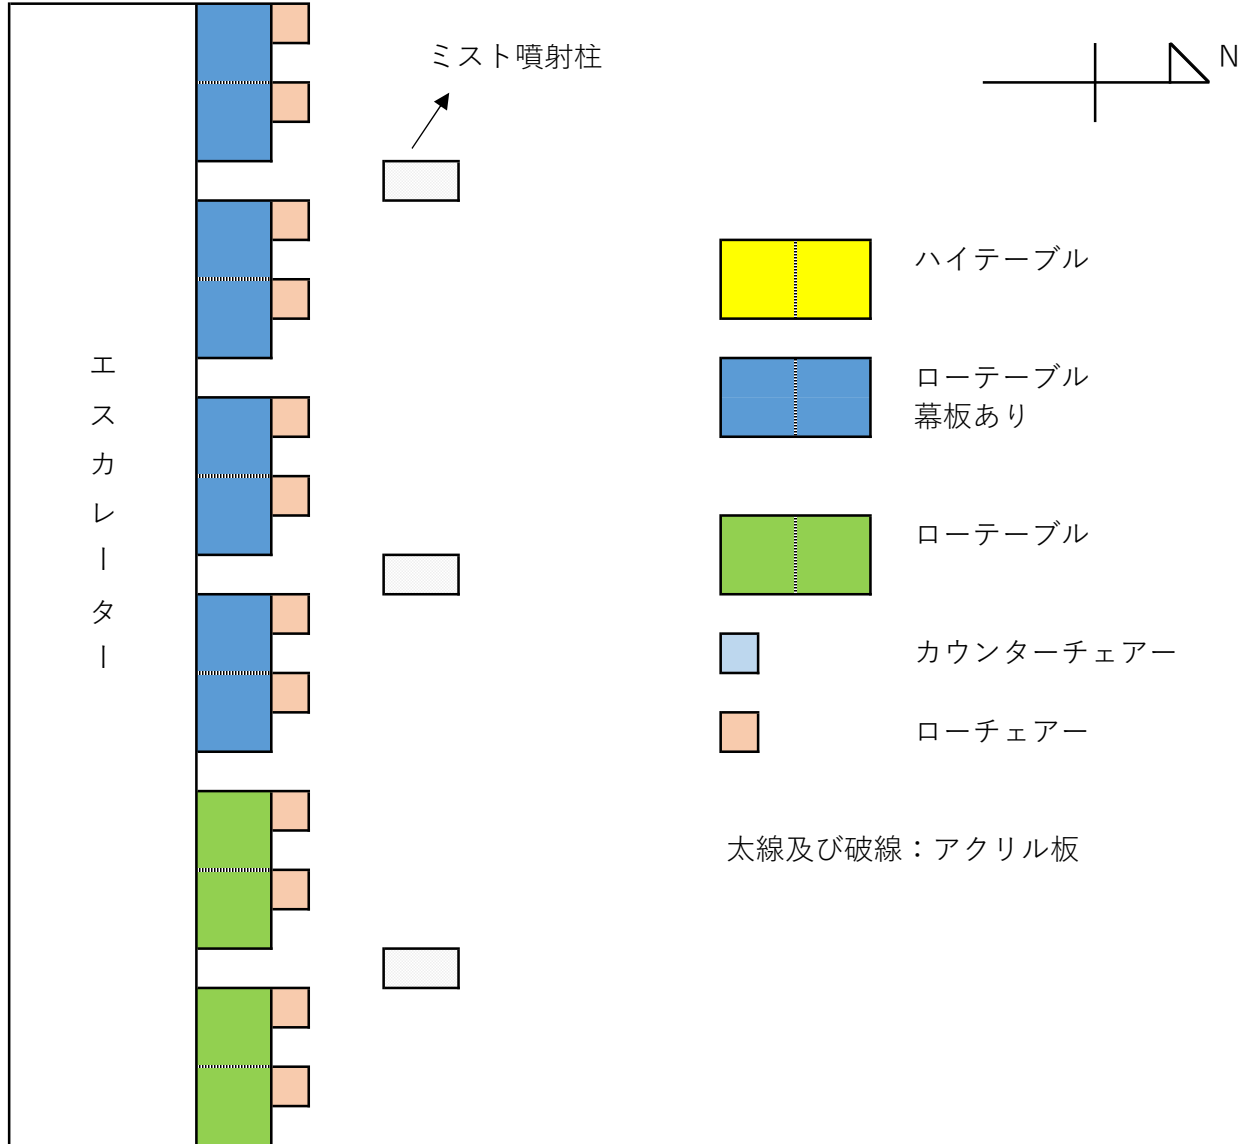 ミスト噴射柱
N
ハイテーブル
ローテーブル
幕板あり
エスカレーター
ローテーブル
カウンターチェアー
ローチェアー
太線及び破線：アクリル板